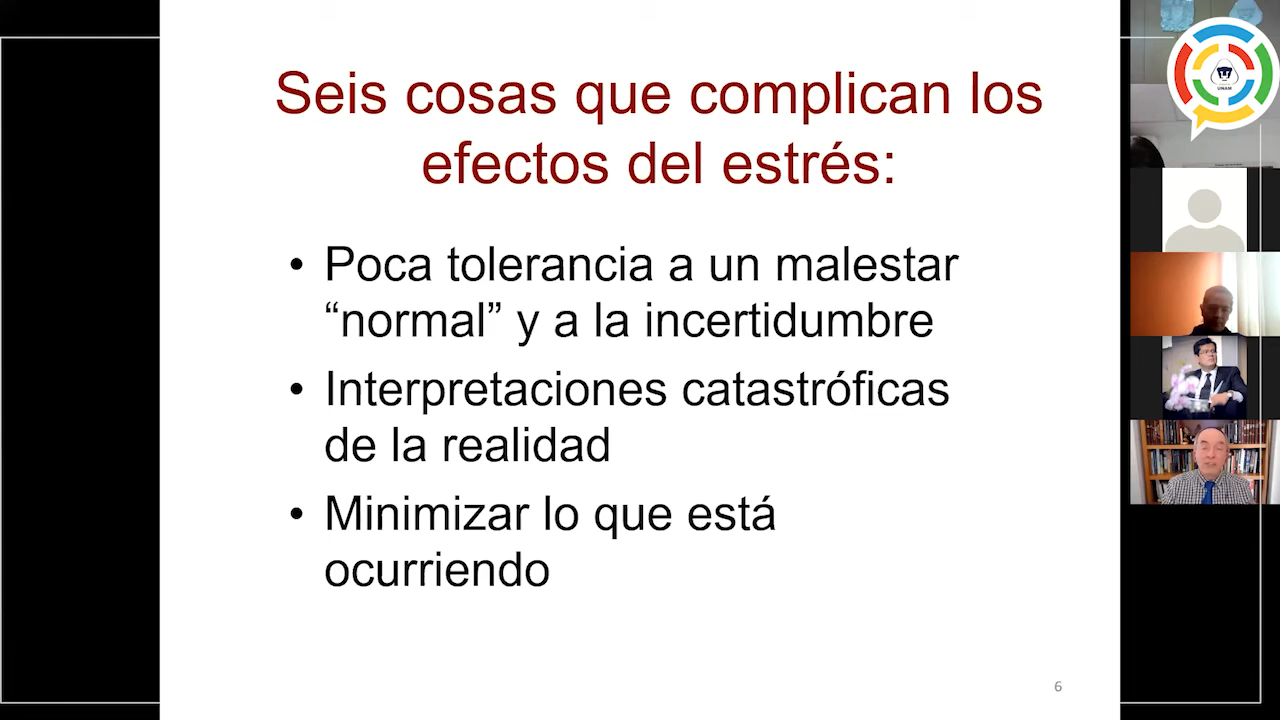 Seis cosas que complican los
efectos del estrés:
• Poca tolerancia a un malestar
“normal” y a la incertidumbre
• Interpretaciones catastróficas
de la realidad
• Minimizar lo que está
ocurriendo
6
UNAM